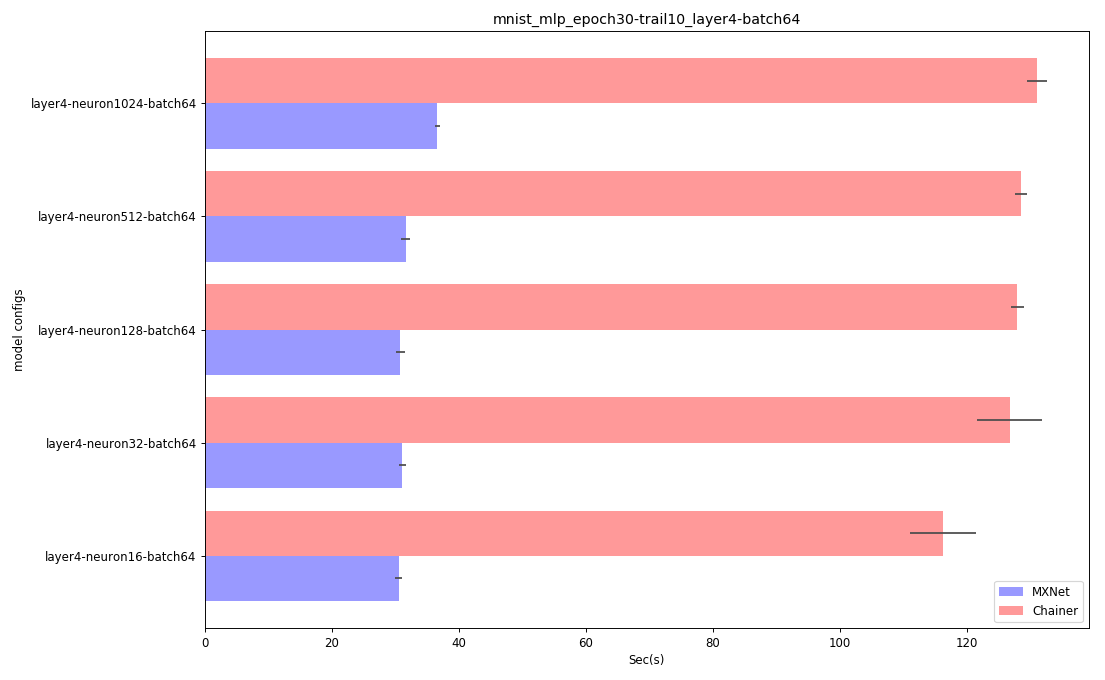 mnist_mlp_epoch30-trail10_layer4-batch64
layer4-neuron1024-batch64
layer4-neuron512-batch64
layer4-neuron128-batch64
layer4-neuron32-batch64
layer4-neuron16-batch64
model configs
0 20 40 60 80 100 120
Sec(s)
MXNet
Chainer